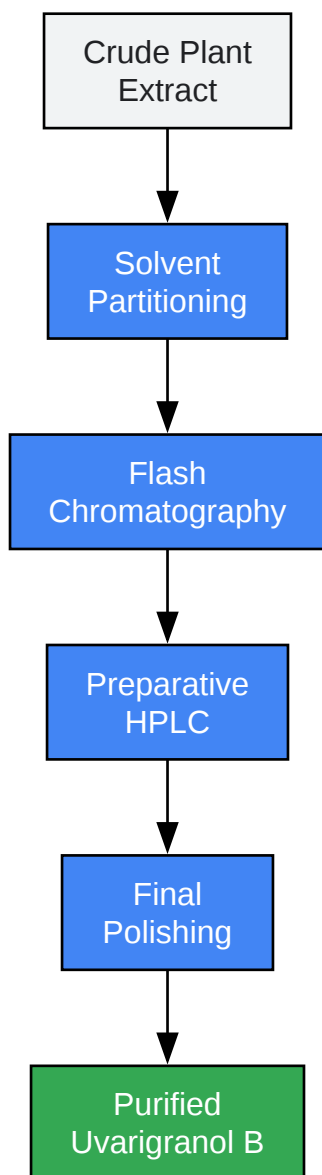 Crude Plant
Extract
Solvent
Partitioning
Flash
Chromatography
Preparative
HPLC
Final
Polishing
Purified
Uvarigranol B